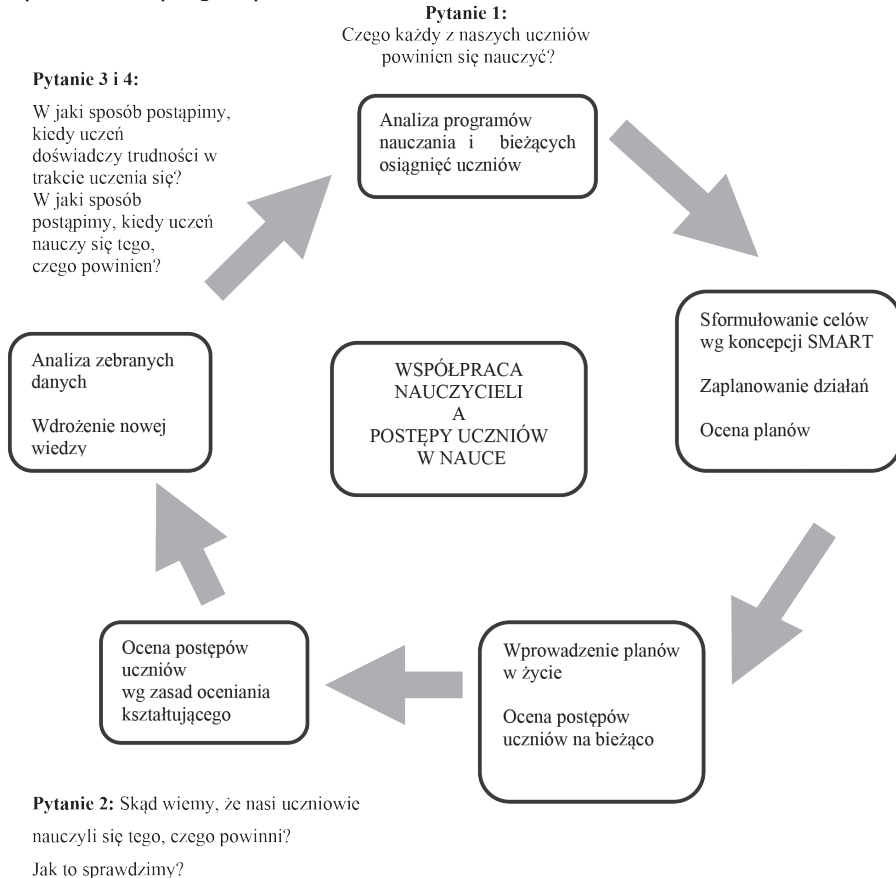 Pytanie 1:
Czego każdy z naszych uczniów
powinien się nauczyć?
Pytanie 3 i 4:
W jaki sposób postąpimy,
kiedy uczeń
doświadczy trudności w
trakcie uczenia się?
W jaki sposób
postąpimy, kiedy uczeń
nauczy się tego,
czego powinien?
Analiza programów
nauczania i bieżących
osiągnięć uczniów
Sformułowanie celów
wg koncepcji SMART
Zaplanowanie działań
Ocena planów
Analiza zebranych
danych
Wdrożenie nowej
wiedzy
WSPÓŁPRACA
NAUCZYCIELI
A
POSTĘPY UCZNIÓW
W NAUCE
Ocena postępów
uczniów
wg zasad oceniania
kształtującego
Wprowadzenie planów
w życie
Ocena postępów
uczniów na bieżąco
Pytanie 2: Skąd wiemy, że nasi uczniowie
nauczyli się tego, czego powinni?
Jak to sprawdzimy?